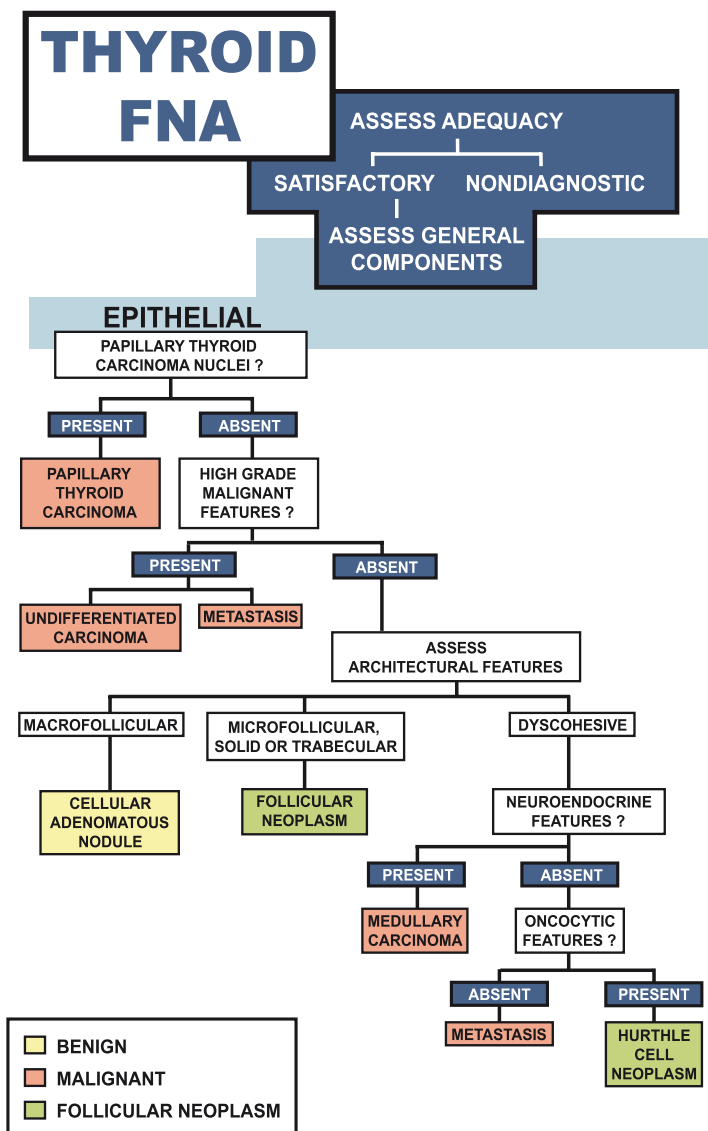 THYROID
FNA
ASSESS ADEQUACY
SATISFACTORY
NONDIAGNOSTIC
ASSESS GENERAL
COMPONENTS
EPITHELIAL
PAPILLARY THYROID
CARCINOMA NUCLEI ?
PRESENT
ABSENT
PAPILLARY
THYROID
CARCINOMA
HIGH GRADE
MALIGNANT
FEATURES ?
PRESENT
ABSENT
UNDIFFERENTIATED
CARCINOMA
METASTASIS
ASSESS
ARCHITECTURAL FEATURES
MACROFOLLICULAR
MICROFOLLICULAR,
SOLID OR TRABECULAR
DYSCOHESIVE
CELLULAR
ADENOMATOUS
NODULE
FOLLICULAR
NEOPLASM
NEUROENDOCRINE
FEATURES ?
PRESENT
ABSENT
MEDULLARY
CARCINOMA
ONCOCYTIC
FEATURES ?
ABSENT
PRESENT
METASTASIS
HURTHLE
CELL
NEOPLASM
BENIGN
MALIGNANT
FOLLICULAR NEOPLASM